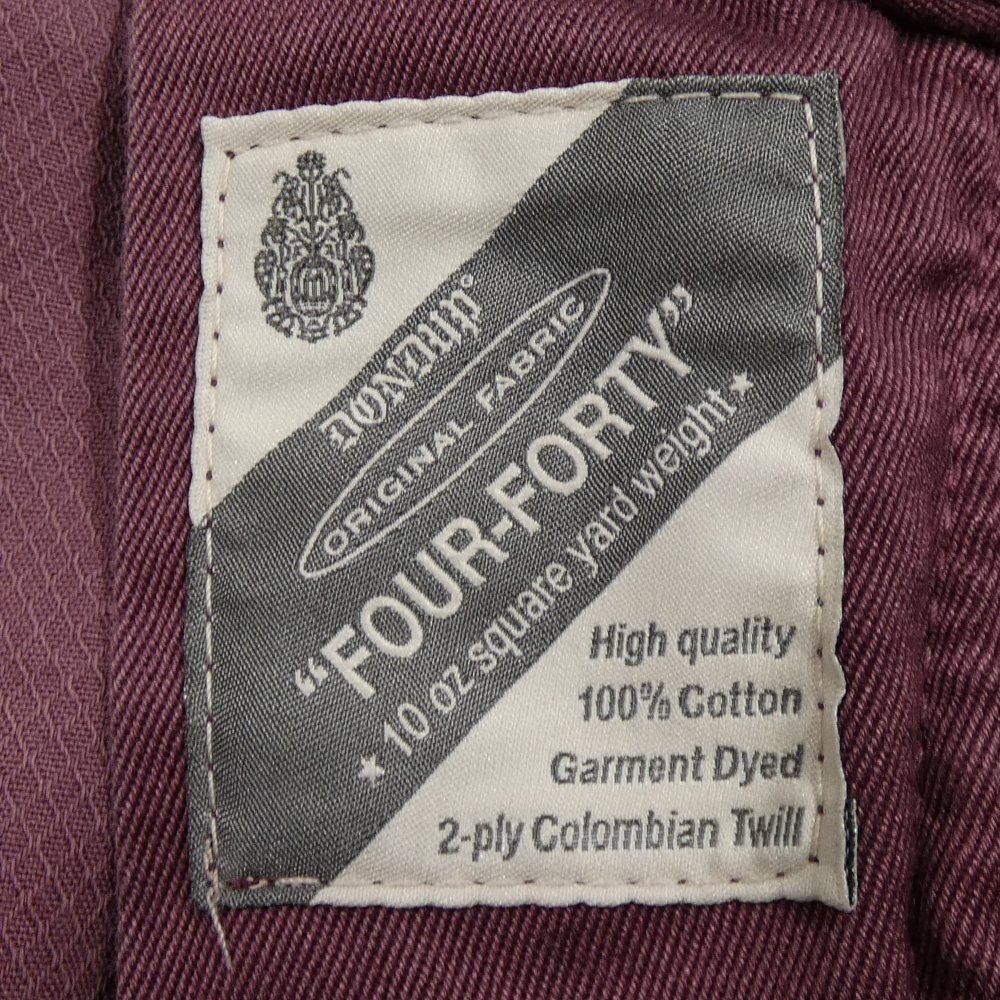 DONDUP
ORIGINAL FABRIC
"FOUR-FORTY"
★ 10 oz square yard weight ★
High quality
100% Cotton
Garment Dyed
2-ply Colombian Twill